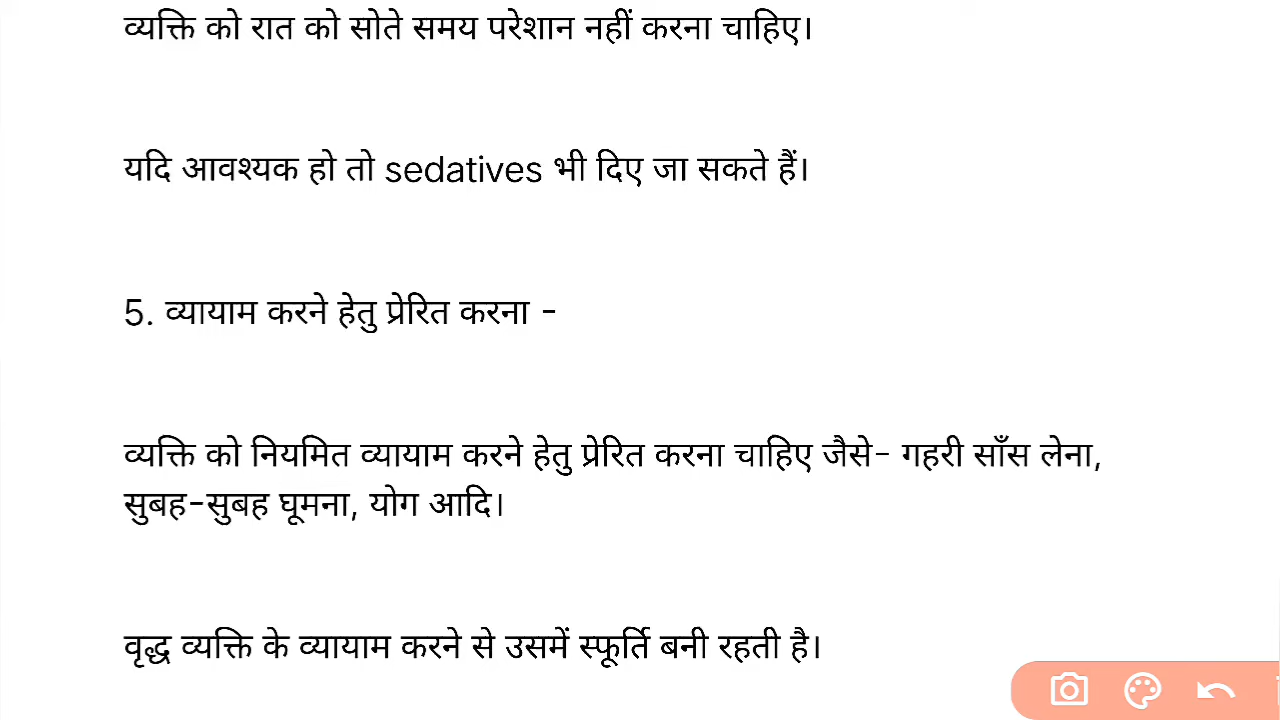 व्यक्ति को रात को सोते समय परेशान नहीं करना चाहिए।
यदि आवश्यक हो तो sedatives भी दिए जा सकते हैं।
5. व्यायाम करने हेतु प्रेरित करना -
व्यक्ति को नियमित व्यायाम करने हेतु प्रेरित करना चाहिए जैसे- गहरी साँस लेना,
सुबह-सुबह घूमना, योग आदि।
वृद्ध व्यक्ति के व्यायाम करने से उसमें स्फूर्ति बनी रहती है।